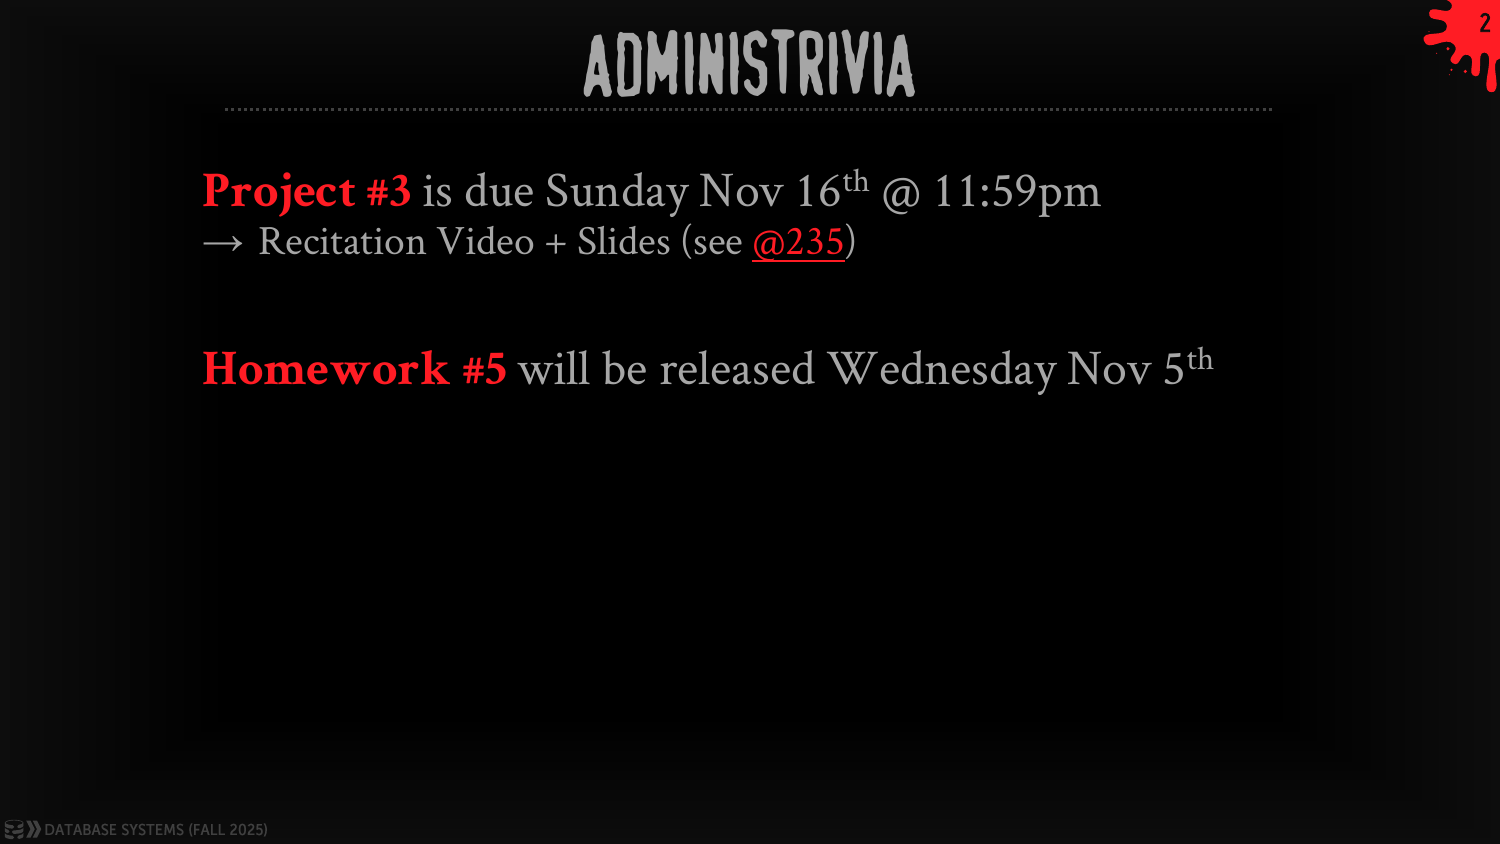 ADMINISTRIVIA
2
Project #3 is due Sunday Nov 16th @ 11:59pm
→ Recitation Video + Slides (see @235)
Homework #5 will be released Wednesday Nov 5th
DATABASE SYSTEMS (FALL 2025)